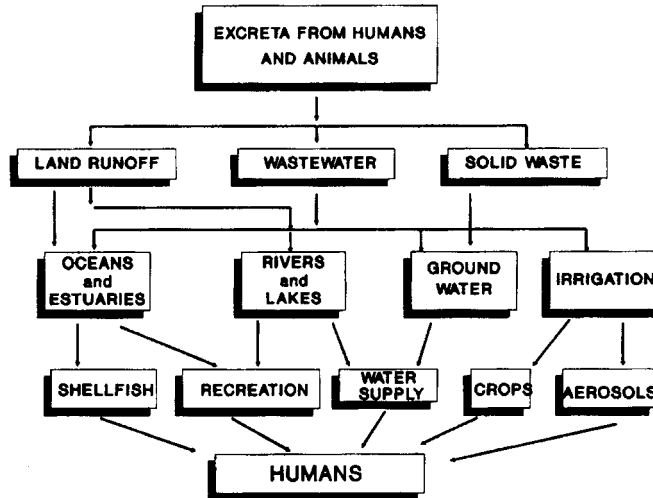 EXCRETA FROM HUMANS
AND ANIMALS
LAND RUNOFF
WASTEWATER
SOLID WASTE
OCEANS
and
ESTUARIES
RIVERS
and
LAKES
GROUND
WATER
IRRIGATION
SHELLFISH
RECREATION
WATER
SUPPLY
CROPS
AEROSOLS
HUMANS